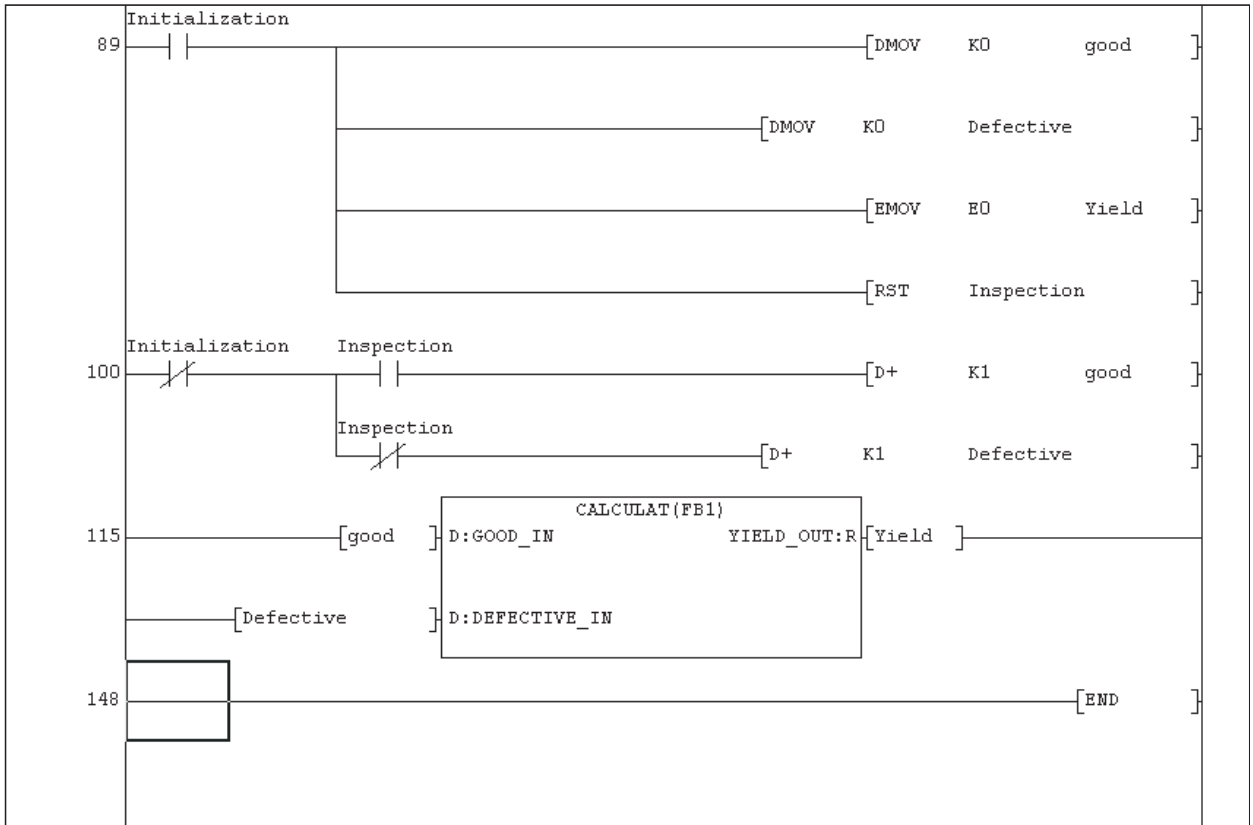 Initialization
89 [DMOV K0 good ]
[DMOV K0 Defective ]
[EMOV E0 Yield ]
[RST Inspection ]
Initialization Inspection
100 [D+ K1 good ]
Inspection
[D+ K1 Defective ]
CALCULAT(FB1)
115 [good ] D:GOOD_IN YIELD_OUT:R [Yield ]
[Defective ] D:DEFECTIVE_IN
148 [END ]